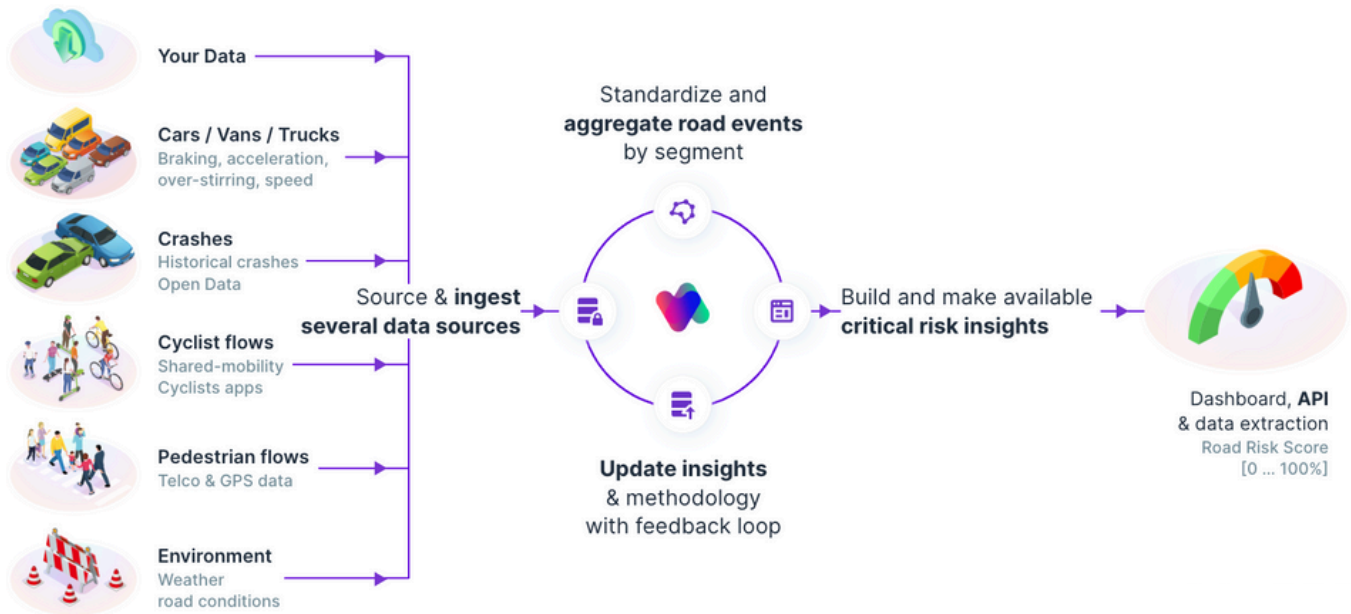 Your Data
Cars / Vans / Trucks
Braking, acceleration,
over-stirring, speed
Crashes
Historical crashes
Open Data
Cyclist flows
Shared-mobility
Cyclists apps
Pedestrian flows
Telco & GPS data
Environment
Weather
road conditions
Source & ingest
several data sources
Standardize and
aggregate road events
by segment
Update insights
& methodology
with feedback loop
Build and make available
critical risk insights
Dashboard, API
& data extraction
Road Risk Score
[0 ... 100%]